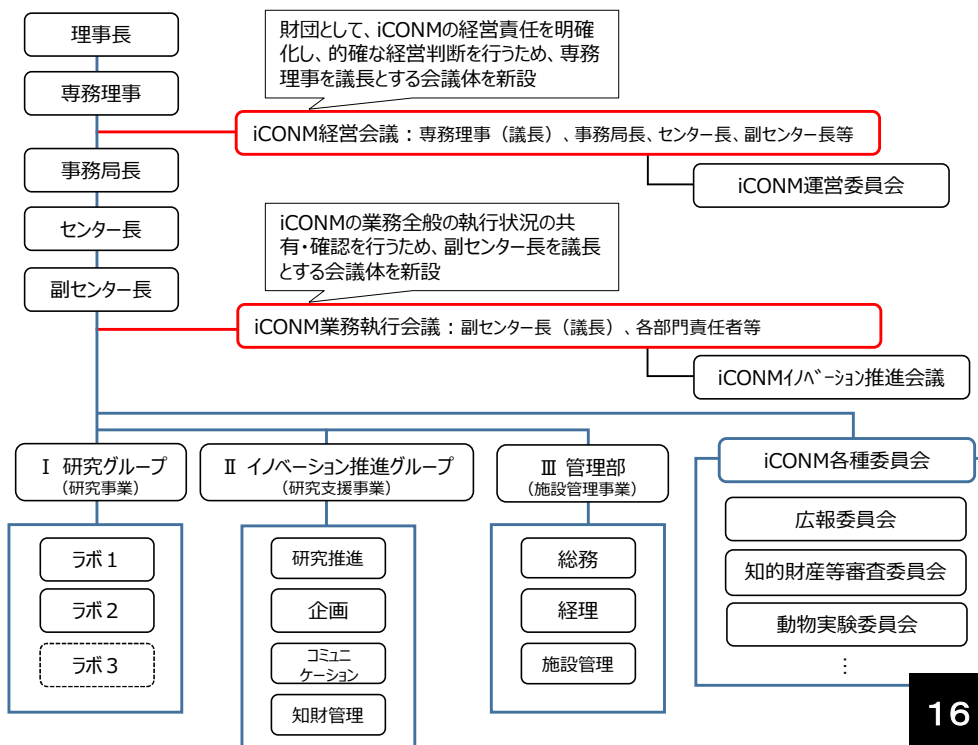 理事長
財団として、iCONMの経営責任を明確
化し、的確な経営判断を行うため、専務
理事を議長とする会議体を新設
専務理事
iCONM経営会議：専務理事（議長）、事務局長、センター長、副センター長等
事務局長
iCONM運営委員会
センター長
iCONMの業務全般の執行状況の共
有・確認を行うため、副センター長を議長
とする会議体を新設
副センター長
iCONM業務執行会議：副センター長（議長）、各部門責任者等
iCONMｲﾉﾍﾞｰｼｮﾝ推進会議
Ⅰ 研究グループ
（研究事業）
ラボ１
ラボ２
ラボ３
Ⅱ イノベーション推進グループ
（研究支援事業）
研究推進
企画
コミュニ
ケーション
知財管理
Ⅲ 管理部
（施設管理事業）
総務
経理
施設管理
iCONM各種委員会
広報委員会
知的財産等審査委員会
動物実験委員会
⋮
16